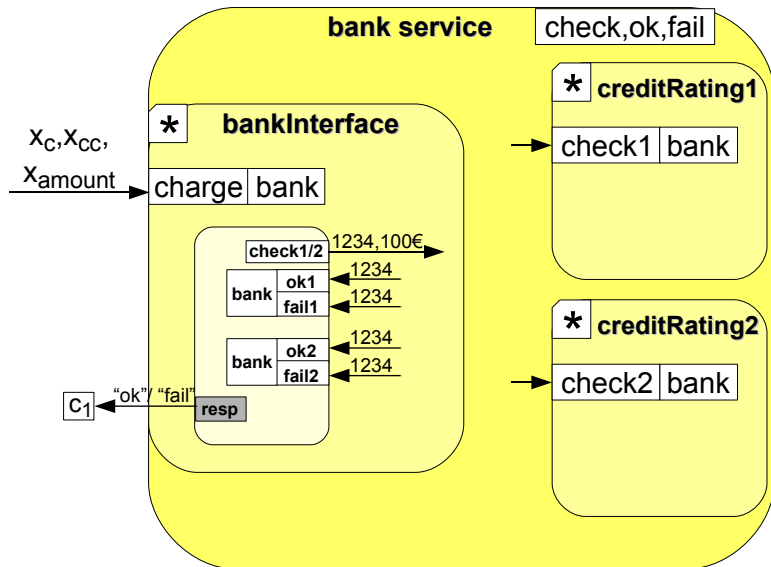 bank service
check,ok,fail
*
creditRating1
*
bankInterface
xC,xCC,
xamount
check1 bank
charge bank
check1/2
1234,100€
bank
ok1
1234
fail1
1234
*
creditRating2
bank
ok2
1234
fail2
1234
check2 bank
"ok"/ "fail"
c1
resp